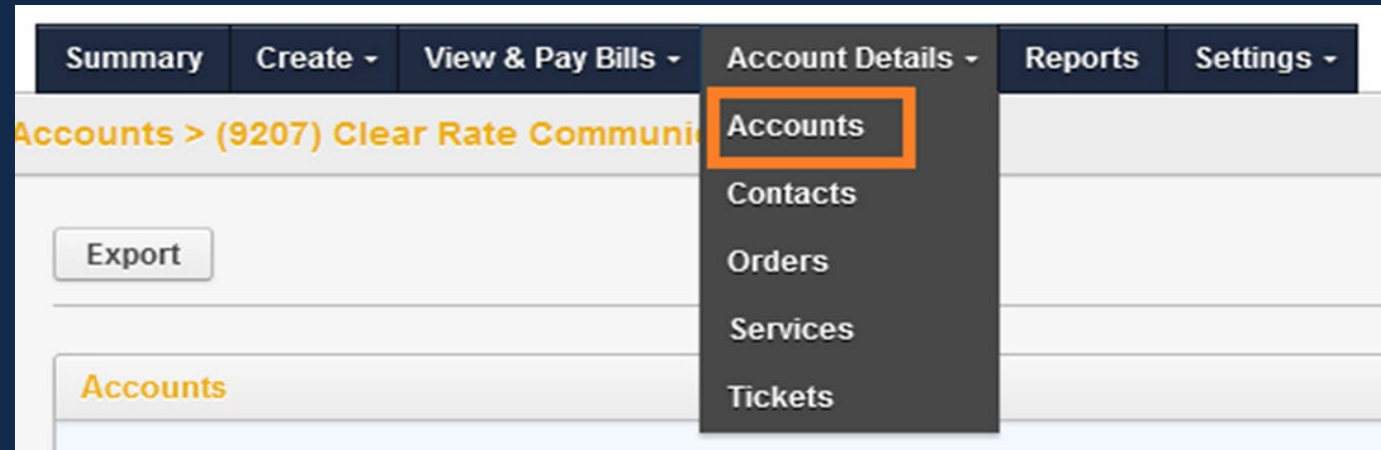 Summary Create View & Pay Bills Account Details Reports Settings
Accounts > (9207) Clear Rate
Accounts
Contacts
Export
Orders
Services
Accounts
Tickets